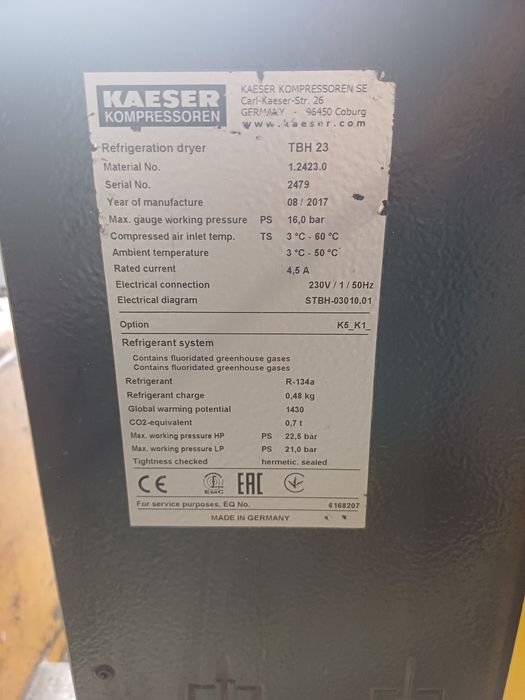 KAESER
KOMPRESSOREN
KAESER KOMPRESSOREN SE
Carl-Kaeser-Str. 26
GERMANY - 96450 Coburg
www.kaeser.com
Refrigeration dryer TBH 23
Material No. 1.2423.0
Serial No. 2479
Year of manufacture 08 / 2017
Max. gauge working pressure PS 16,0 bar
Compressed air inlet temp. TS 3 °C - 60 °C
Ambient temperature 3 °C - 50 °C
Rated current 4,5 A
Electrical connection 230V / 1 / 50Hz
Electrical diagram STBH-03010.01
Option K5_K1_
Refrigerant system
Contains fluoridated greenhouse gases
Contains fluoridated greenhouse gases
Refrigerant R-134a
Refrigerant charge 0,48 kg
Global warming potential 1430
CO2-equivalent 0,7 t
Max. working pressure HP PS 22,5 bar
Max. working pressure LP PS 21,0 bar
Tightness checked hermetic. sealed
CE EMC EAC
For service purposes, EQ No. 6168207
MADE IN GERMANY